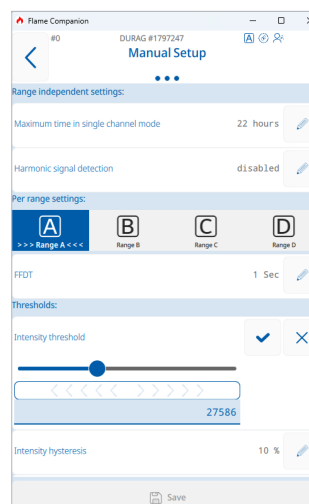 Flame Companion
#0 DURAG #1797247 A
Manual Setup
Range independent settings:
Maximum time in single channel mode 22 hours
Harmonic signal detection disabled
Per range settings:
A B C D
>>> Range A <<< Range B Range C Range D
FFDT 1 Sec
Thresholds:
Intensity threshold
27586
Intensity hysteresis 10 %
Save